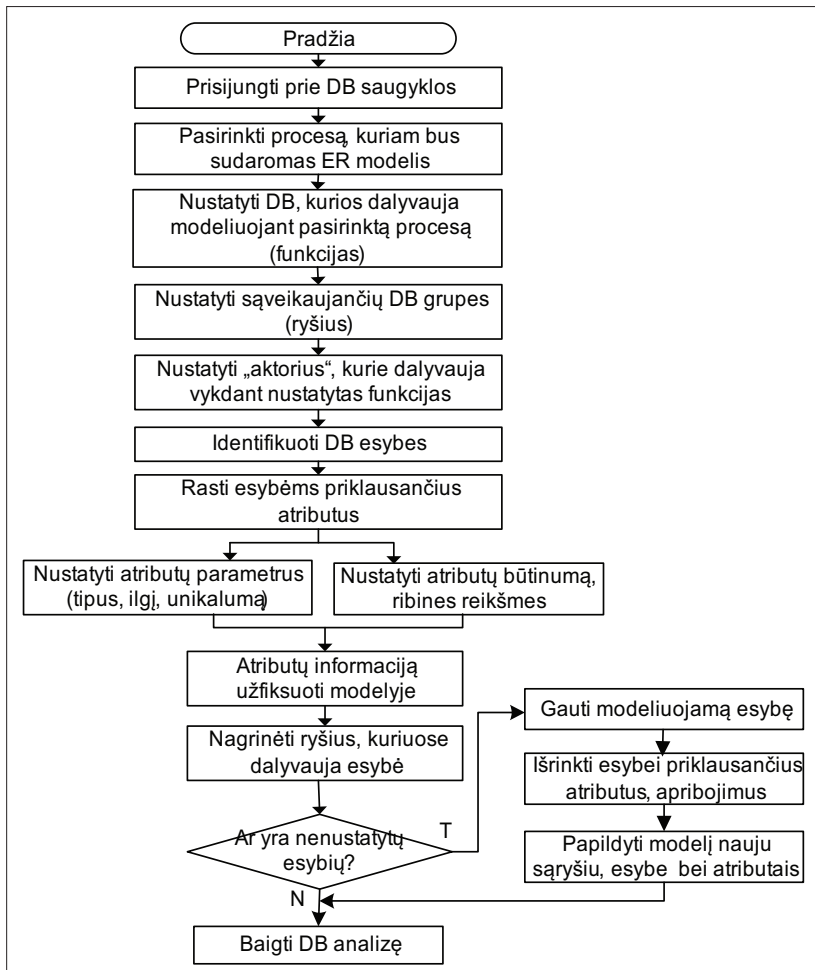 Pradžia
Prisijungti prie DB saugyklos
Pasirinkti procesą, kuriam bus
sudaromas ER modelis
Nustatyti DB, kurios dalyvauja
modeliuojant pasirinktą procesą
(funkcijas)
Nustatyti sąveikaujančių DB grupes
(ryšius)
Nustatyti „aktorius“, kurie dalyvauja
vykdant nustatytas funkcijas
Identifikuoti DB esybes
Rasti esybėms priklausančius
atributus
Nustatyti atributų parametrus
(tipus, ilgį, unikalumą)
Nustatyti atributų būtinumą,
ribines reikšmes
Atributų informaciją
užfiksuoti modelyje
Nagrinėti ryšius, kuriuose
dalyvauja esybė
Ar yra nenustatytų
esybių?
T
Gauti modeliuojamą esybę
Išrinkti esybei priklausančius
atributus, apribojimus
Papildyti modelį nauju
sąryšiu, esybe bei atributais
N
Baigti DB analizę